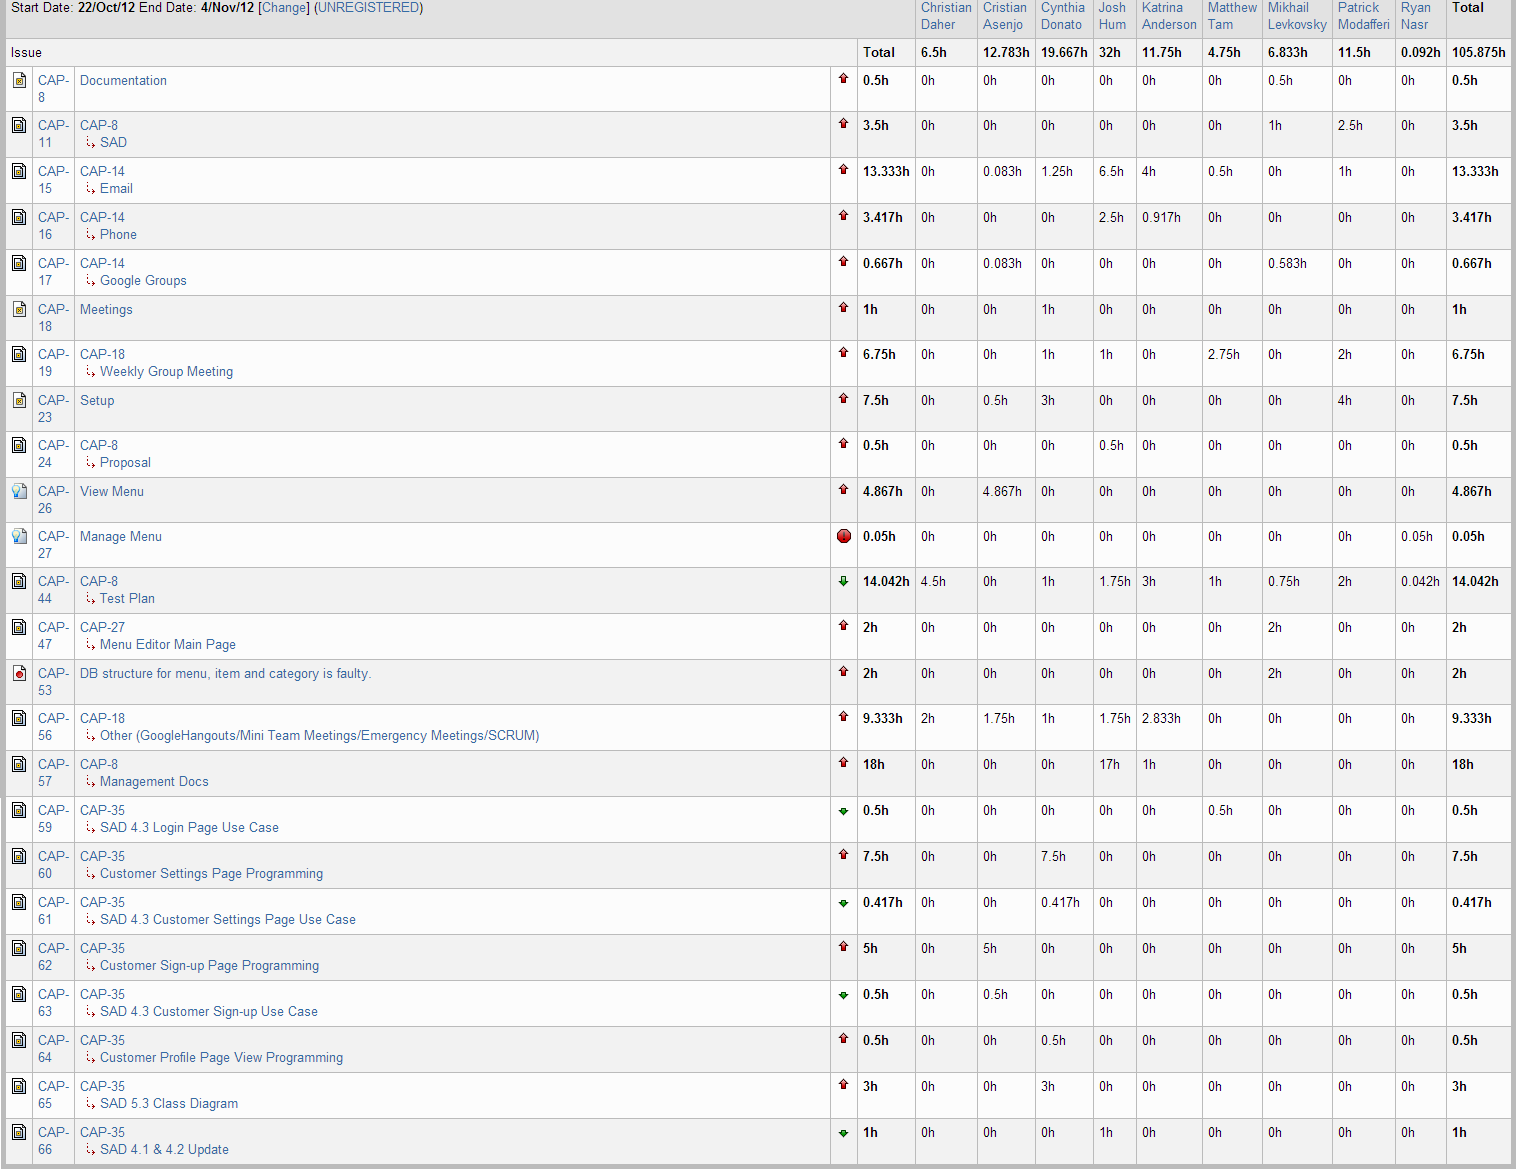 Start Date: 22/Oct/12 End Date: 4/Nov/12 [Change] (UNREGISTERED) Christian Daher Cristian Asenjo Cynthia Donato Josh Hum Katrina Anderson Matthew Tam Mikhail Levkovsky Patrick Modafferi Ryan Nasr Total
Issue Total 6.5h 12.783h 19.667h 32h 11.75h 4.75h 6.833h 11.5h 0.092h 105.875h
CAP-8 Documentation 0.5h 0h 0h 0h 0h 0h 0h 0.5h 0h 0h 0.5h
CAP-11 CAP-8 SAD 3.5h 0h 0h 0h 0h 0h 0h 1h 2.5h 0h 3.5h
CAP-15 CAP-14 Email 13.333h 0h 0.083h 1.25h 6.5h 4h 0.5h 0h 1h 0h 13.333h
CAP-16 CAP-14 Phone 3.417h 0h 0h 0h 2.5h 0.917h 0h 0h 0h 0h 3.417h
CAP-17 CAP-14 Google Groups 0.667h 0h 0.083h 0h 0h 0h 0h 0.583h 0h 0h 0.667h
CAP-18 Meetings 1h 0h 0h 1h 0h 0h 0h 0h 0h 0h 1h
CAP-19 CAP-18 Weekly Group Meeting 6.75h 0h 0h 1h 1h 0h 2.75h 0h 2h 0h 6.75h
CAP-23 Setup 7.5h 0h 0.5h 3h 0h 0h 0h 0h 4h 0h 7.5h
CAP-24 CAP-8 Proposal 0.5h 0h 0h 0h 0.5h 0h 0h 0h 0h 0h 0.5h
CAP-26 View Menu 4.867h 0h 4.867h 0h 0h 0h 0h 0h 0h 0h 4.867h
CAP-27 Manage Menu 0.05h 0h 0h 0h 0h 0h 0h 0h 0h 0.05h 0.05h
CAP-44 CAP-8 Test Plan 14.042h 4.5h 0h 1h 1.75h 3h 1h 0.75h 2h 0.042h 14.042h
CAP-47 CAP-27 Menu Editor Main Page 2h 0h 0h 0h 0h 0h 0h 2h 0h 0h 2h
CAP-53 DB structure for menu, item and category is faulty. 2h 0h 0h 0h 0h 0h 0h 2h 0h 0h 2h
CAP-56 CAP-18 Other (GoogleHangouts/Mini Team Meetings/Emergency Meetings/SCRUM) 9.333h 2h 1.75h 1h 1.75h 2.833h 0h 0h 0h 0h 9.333h
CAP-57 CAP-8 Management Docs 18h 0h 0h 0h 17h 1h 0h 0h 0h 0h 18h
CAP-59 CAP-35 SAD 4.3 Login Page Use Case 0.5h 0h 0h 0h 0h 0h 0.5h 0h 0h 0h 0.5h
CAP-60 CAP-35 Customer Settings Page Programming 7.5h 0h 0h 7.5h 0h 0h 0h 0h 0h 0h 7.5h
CAP-61 CAP-35 SAD 4.3 Customer Settings Page Use Case 0.417h 0h 0h 0.417h 0h 0h 0h 0h 0h 0h 0.417h
CAP-62 CAP-35 Customer Sign-up Page Programming 5h 0h 5h 0h 0h 0h 0h 0h 0h 0h 5h
CAP-63 CAP-35 SAD 4.3 Customer Sign-up Use Case 0.5h 0h 0.5h 0h 0h 0h 0h 0h 0h 0h 0.5h
CAP-64 CAP-35 Customer Profile Page View Programming 0.5h 0h 0h 0.5h 0h 0h 0h 0h 0h 0h 0.5h
CAP-65 CAP-35 SAD 5.3 Class Diagram 3h 0h 0h 3h 0h 0h 0h 0h 0h 0h 3h
CAP-66 CAP-35 SAD 4.1 & 4.2 Update 1h 0h 0h 0h 1h 0h 0h 0h 0h 0h 1h